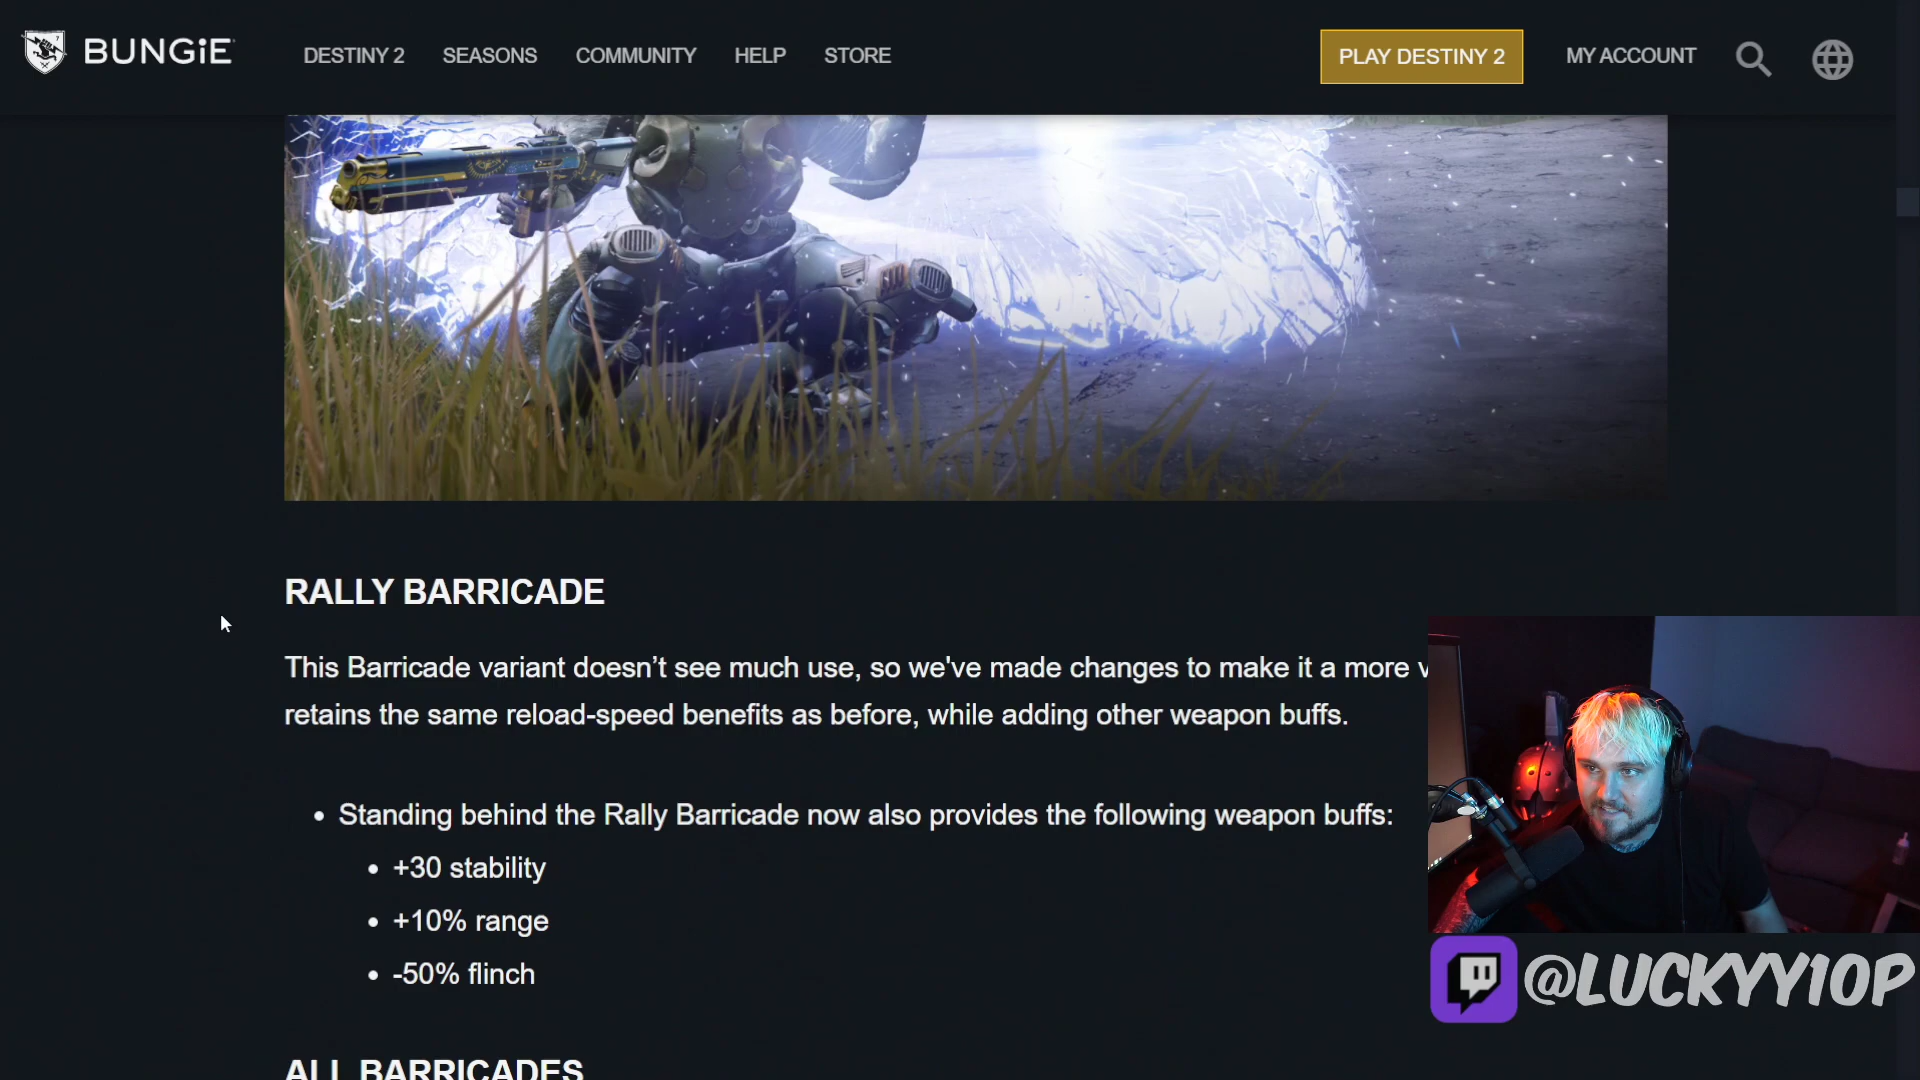 BUNGiE
DESTINY 2 SEASONS COMMUNITY HELP STORE
PLAY DESTINY 2
MY ACCOUNT
RALLY BARRICADE
This Barricade variant doesn’t see much use, so we've made changes to make it a more
retains the same reload-speed benefits as before, while adding other weapon buffs.
• Standing behind the Rally Barricade now also provides the following weapon buffs:
• +30 stability
• +10% range
• -50% flinch
@LUCKYY10P
ALL BARRICADES